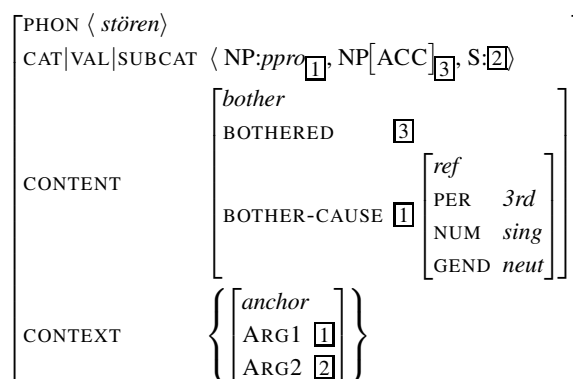 PHON ⟨ stören⟩
CAT|VAL|SUBCAT ⟨ NP:ppro 1, NP[ACC] 3, S:2⟩
bother
BOTHERED 3
ref
PER 3rd
CONTENT BOTHER-CAUSE 1 NUM sing
GEND neut
anchor
CONTEXT { ARG1 1 }
ARG2 2